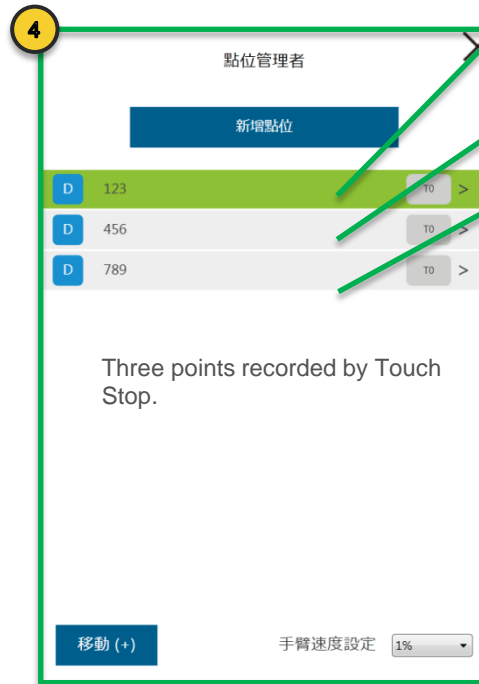 4
點位管理者
新增點位
D 123 T0 >
D 456 T0 >
D 789 T0 >
Three points recorded by Touch
Stop.
移動 (+) 手臂速度設定 1%